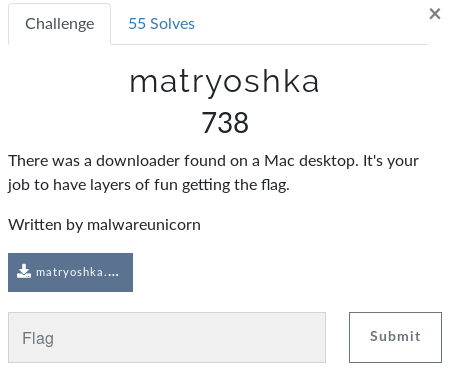 Challenge
55 Solves
×
matryoshka
738
There was a downloader found on a Mac desktop. It's your
job to have layers of fun getting the flag.
Written by malwareunicorn
matryoshka....
Flag
Submit